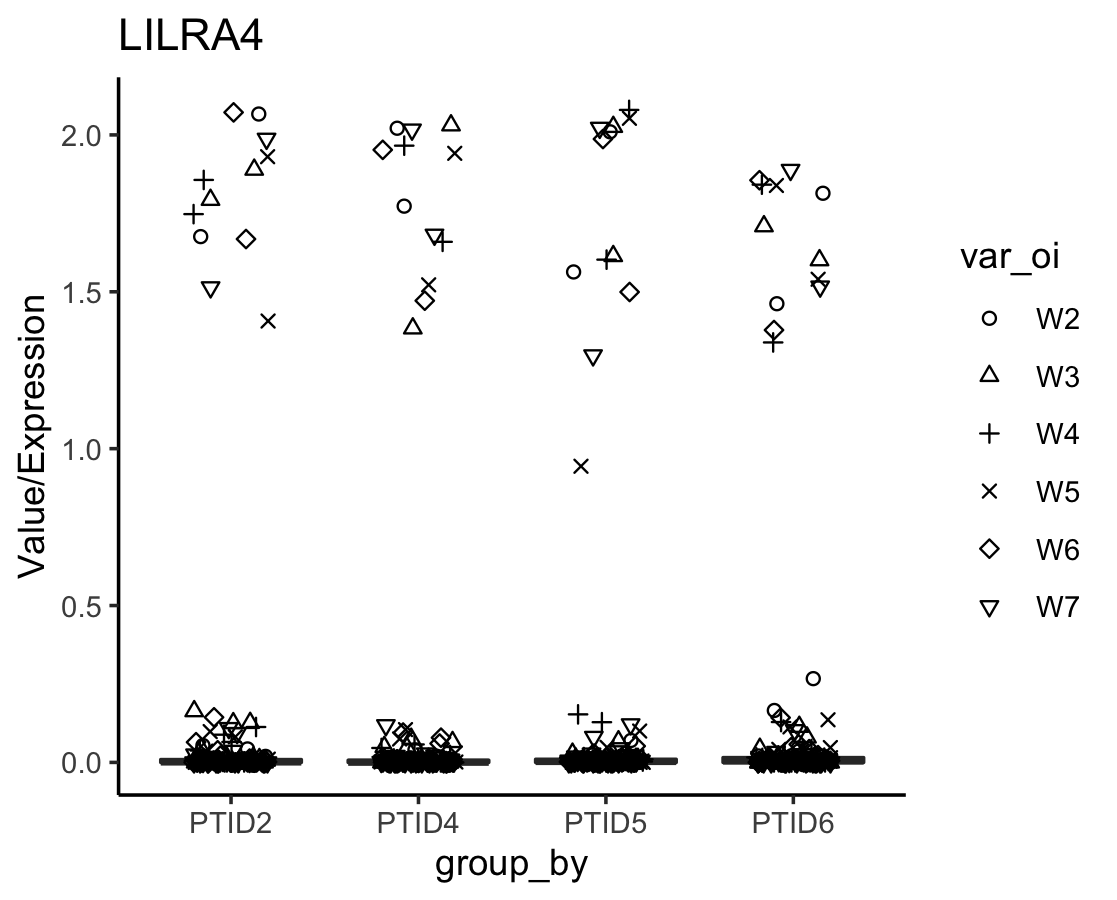 LILRA4
Value/Expression
2.0
1.5
1.0
0.5
0.0
PTID2
PTID4
PTID5
PTID6
group_by
var_oi
W2
W3
W4
W5
W6
W7